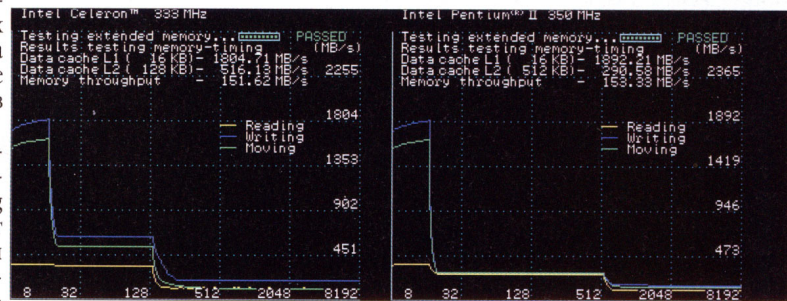 Intel Celeron™ 333 MHz
Testing extended memory... PASSED
Results testing memory-timing (MB/s)
Data cache L1 ( 16 KB)- 1804.71 MB/s
Data cache L2 ( 128 KB)- 516.13 MB/s
Memory throughput - 151.62 MB/s
2255
1804
Reading
Writing
Moving
1353
902
451
8 32 128 512 2048 8192
Intel Pentium(R) II 350 MHz
Testing extended memory... PASSED
Results testing memory-timing (MB/s)
Data cache L1 ( 16 KB)- 1892.21 MB/s
Data cache L2 ( 512 KB)- 290.58 MB/s
Memory throughput - 153.33 MB/s
2365
1892
Reading
Writing
Moving
1419
946
473
8 32 128 512 2048 8192